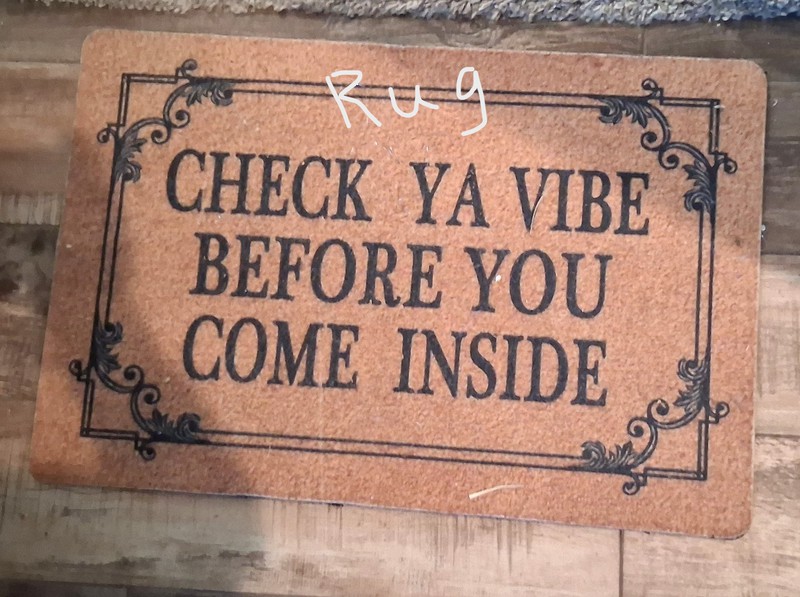 Rug
CHECK YA VIBE
BEFORE YOU
COME INSIDE